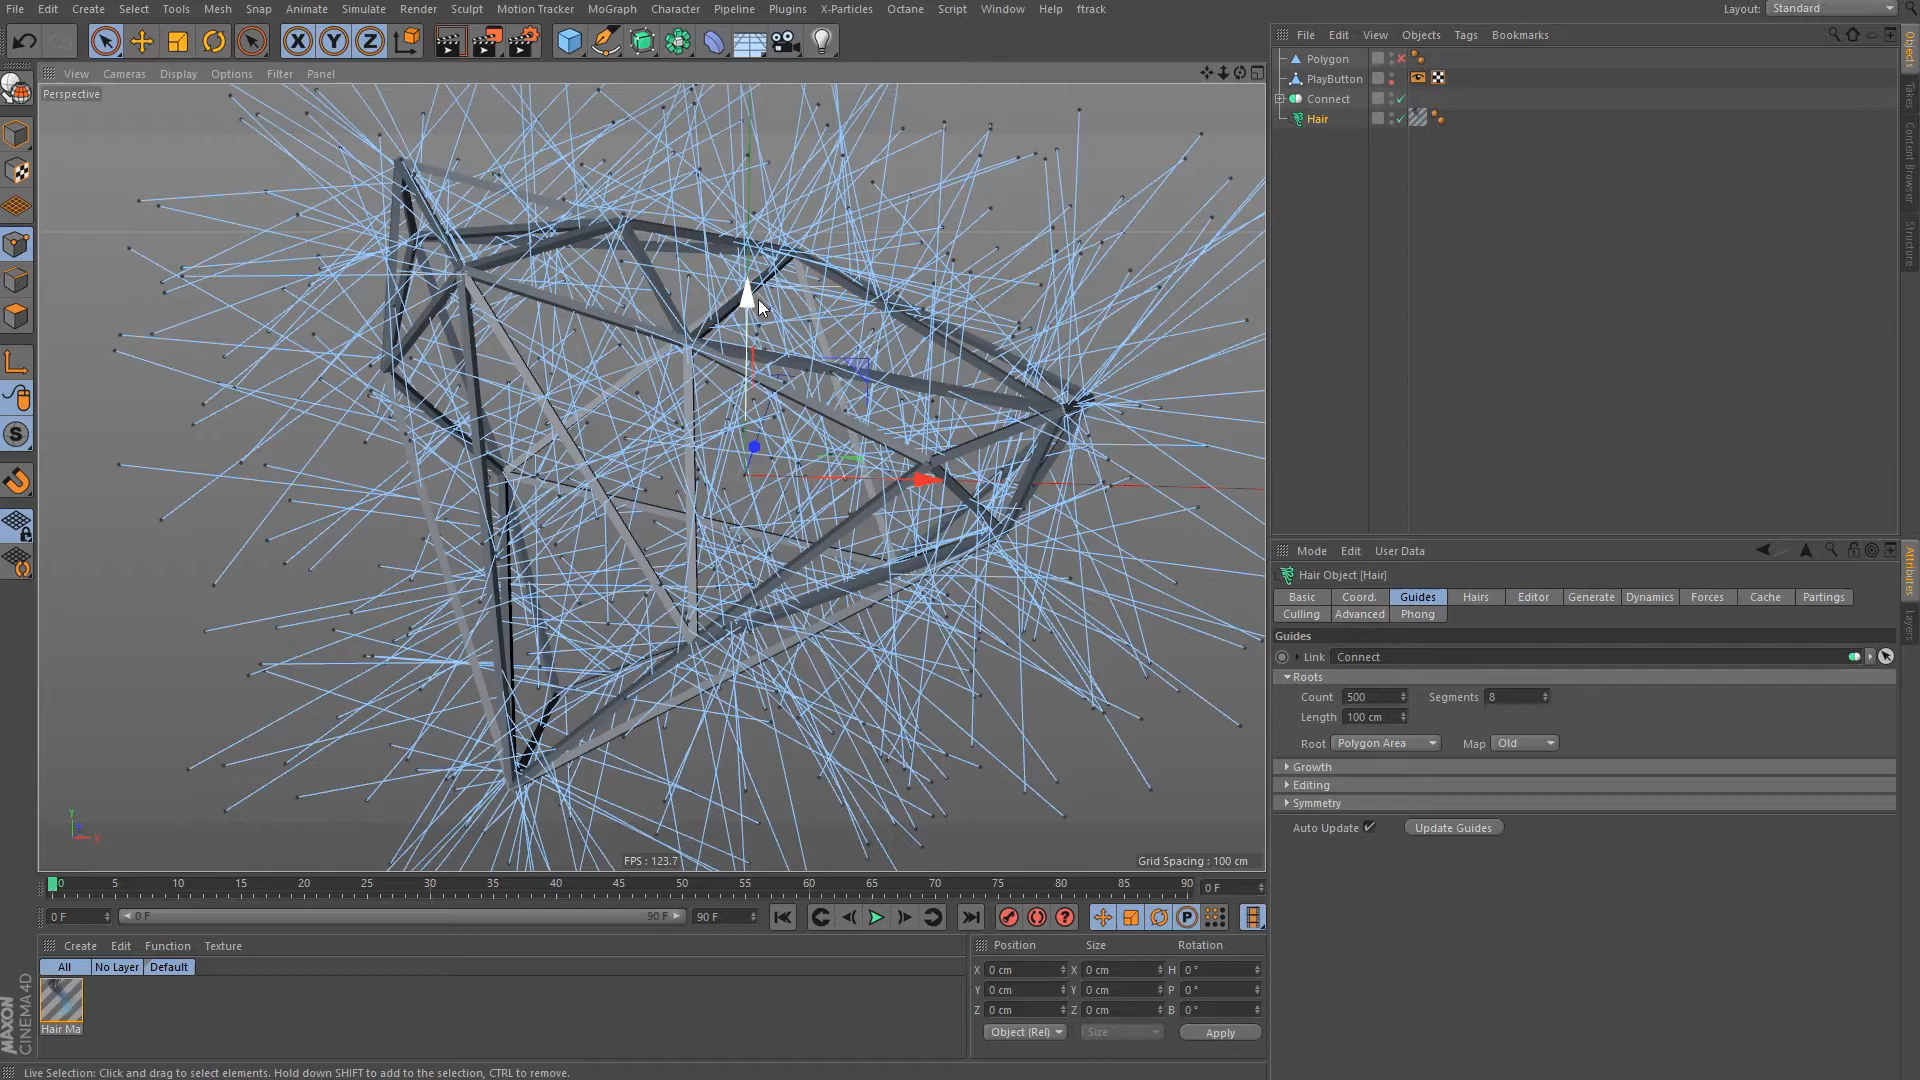 File Edit Create Select Tools Mesh Snap Animate Simulate Render Sculpt Motion Tracker MoGraph Character Pipeline Plugins X-Particles Octane Script Window Help ftrack
Layout: Standard
X Y Z
File Edit View Objects Tags Bookmarks
View Cameras Display Options Filter Panel
Perspective
Polygon
PlayButton
Connect
Hair
Objects
Takes
Content Browser
Structure
S
Mode Edit User Data
Hair Object [Hair]
Basic Coord. Guides Hairs Editor Generate Dynamics Forces Cache Partings
Culling Advanced Phong
Guides
Link Connect
Roots
Count 500 Segments 8
Length 100 cm
Root Polygon Area Map Old
Growth
Editing
Symmetry
Auto Update Update Guides
Attributes
Layers
Y
X
FPS : 123.7
Grid Spacing : 100 cm
0 5 10 15 20 25 30 35 40 45 50 55 60 65 70 75 80 85 90 0 F
0 F 0 F 90 F 90 F
P
Create Edit Function Texture
All No Layer Default
Hair Ma
Position Size Rotation
X 0 cm X 0 cm H 0 °
Y 0 cm Y 0 cm P 0 °
Z 0 cm Z 0 cm B 0 °
Object (Rel) Size Apply
MAXON
CINEMA 4D
Live Selection: Click and drag to select elements. Hold down SHIFT to add to the selection, CTRL to remove.